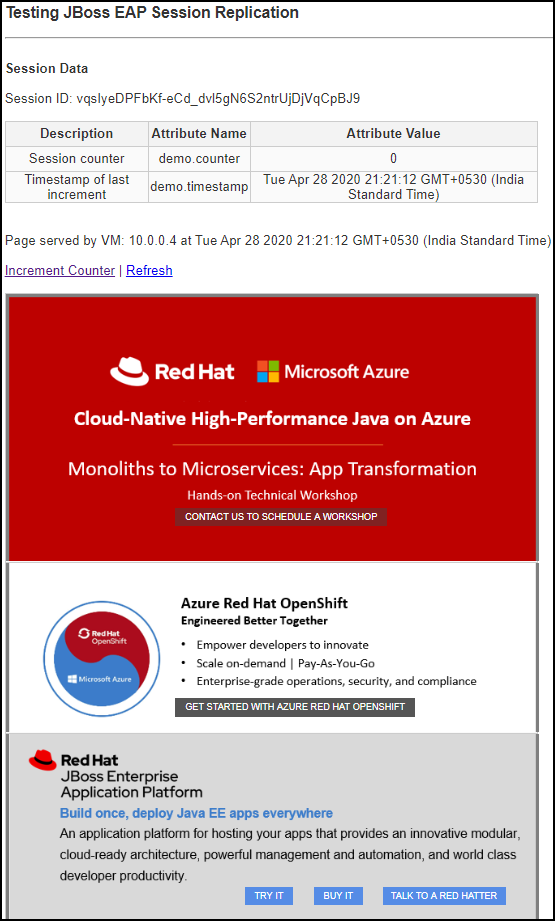 Testing JBoss EAP Session Replication
Session Data
Session ID: vqsIyeDPFbKf-eCd_dvI5gN6S2ntrUjDjVqCpBJ9
Description Attribute Name Attribute Value
Session counter demo.counter 0
Timestamp of last increment demo.timestamp Tue Apr 28 2020 21:21:12 GMT+0530 (India Standard Time)
Page served by VM: 10.0.0.4 at Tue Apr 28 2020 21:21:12 GMT+0530 (India Standard Time)
Increment Counter | Refresh
Red Hat Microsoft Azure
Cloud-Native High-Performance Java on Azure
Monoliths to Microservices: App Transformation
Hands-on Technical Workshop
CONTACT US TO SCHEDULE A WORKSHOP
Red Hat
OpenShift
Microsoft Azure
Azure Red Hat OpenShift
Engineered Better Together
• Empower developers to innovate
• Scale on-demand | Pay-As-You-Go
• Enterprise-grade operations, security, and compliance
GET STARTED WITH AZURE RED HAT OPENSHIFT
Red Hat
JBoss Enterprise
Application Platform
Build once, deploy Java EE apps everywhere
An application platform for hosting your apps that provides an innovative modular,
cloud-ready architecture, powerful management and automation, and world class
developer productivity.
TRY IT BUY IT TALK TO A RED HATTER